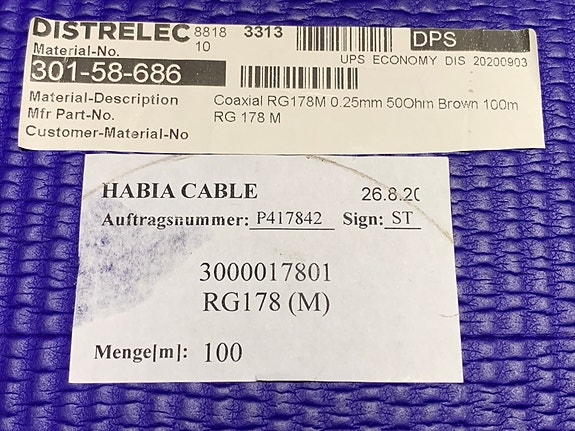 DISTRELEC 8818 3313 DPS
10
Material-No.
UPS ECONOMY DIS 20200903
301-58-686
Material-Description Coaxial RG178M 0.25mm 50Ohm Brown 100m
Mfr Part-No. RG 178 M
Customer-Material-No
HABIA CABLE 26.8.20
Auftragsnummer: P417842 Sign: ST
3000017801
RG178 (M)
Menge[m]: 100